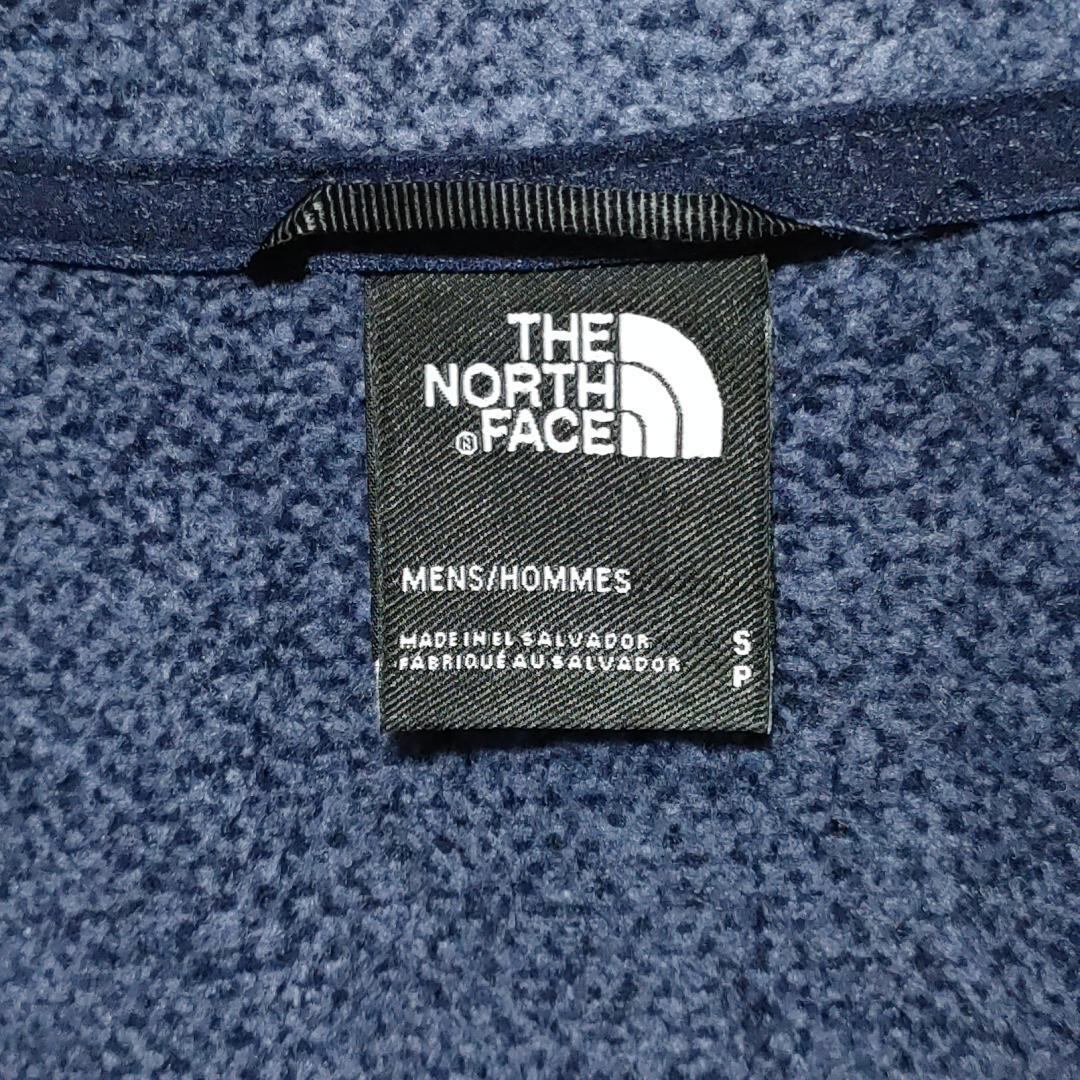 THE
NORTH
FACE
MENS/HOMMES
MADE IN EL SALVADOR S
FABRIQUÉ AU SALVADOR P